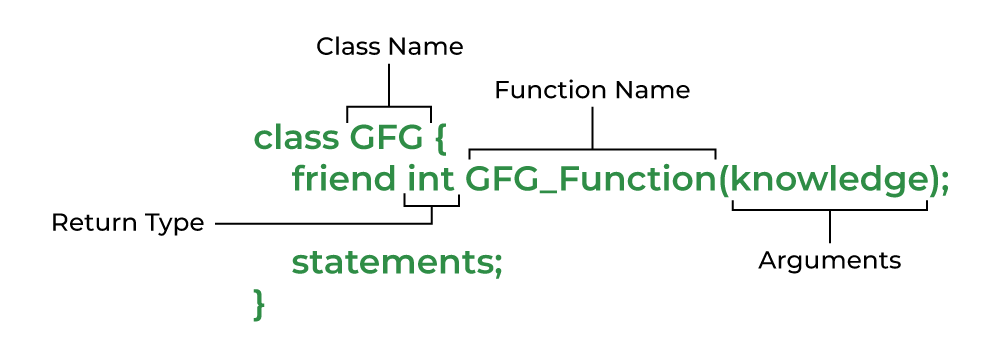 Class Name
Function Name
class GFG {
friend int GFG_Function(knowledge);
Return Type
Arguments
statements;
}